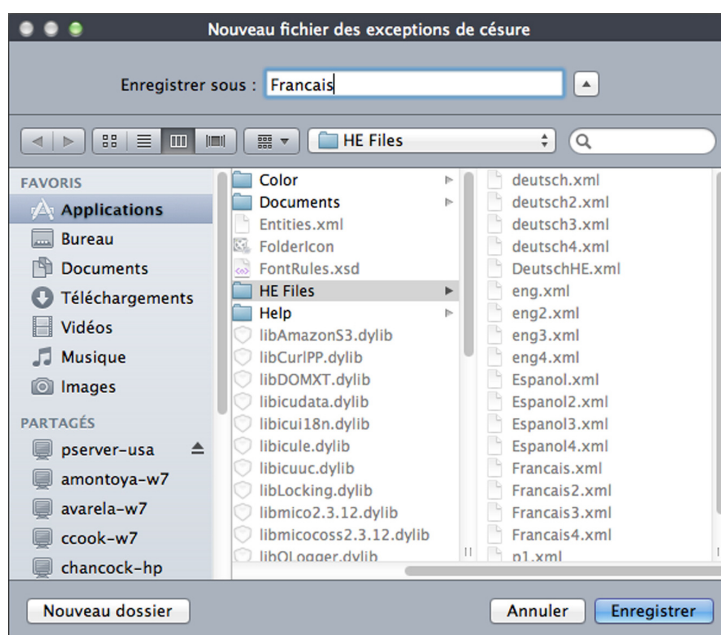 Nouveau fichier des exceptions de césure
Enregistrer sous : Francais
HE Files
FAVORIS
Applications
Bureau
Documents
Téléchargements
Vidéos
Musique
Images
PARTAGÉS
pserver-usa
amontoya-w7
avarela-w7
ccook-w7
chancock-hp
Color
Documents
Entities.xml
FolderIcon
FontRules.xsd
HE Files
Help
libAmazonS3.dylib
libCurlPP.dylib
libDOMXT.dylib
libicudata.dylib
libicui18n.dylib
libicule.dylib
libicuuc.dylib
libLocking.dylib
libmico2.3.12.dylib
libmicocoss2.3.12.dylib
libQLogger.dylib
deutsch.xml
deutsch2.xml
deutsch3.xml
deutsch4.xml
DeutschHE.xml
eng.xml
eng2.xml
eng3.xml
eng4.xml
Espanol.xml
Espanol2.xml
Espanol3.xml
Espanol4.xml
Francais.xml
Francais2.xml
Francais3.xml
Francais4.xml
p1.xml
Nouveau dossier
Annuler
Enregistrer